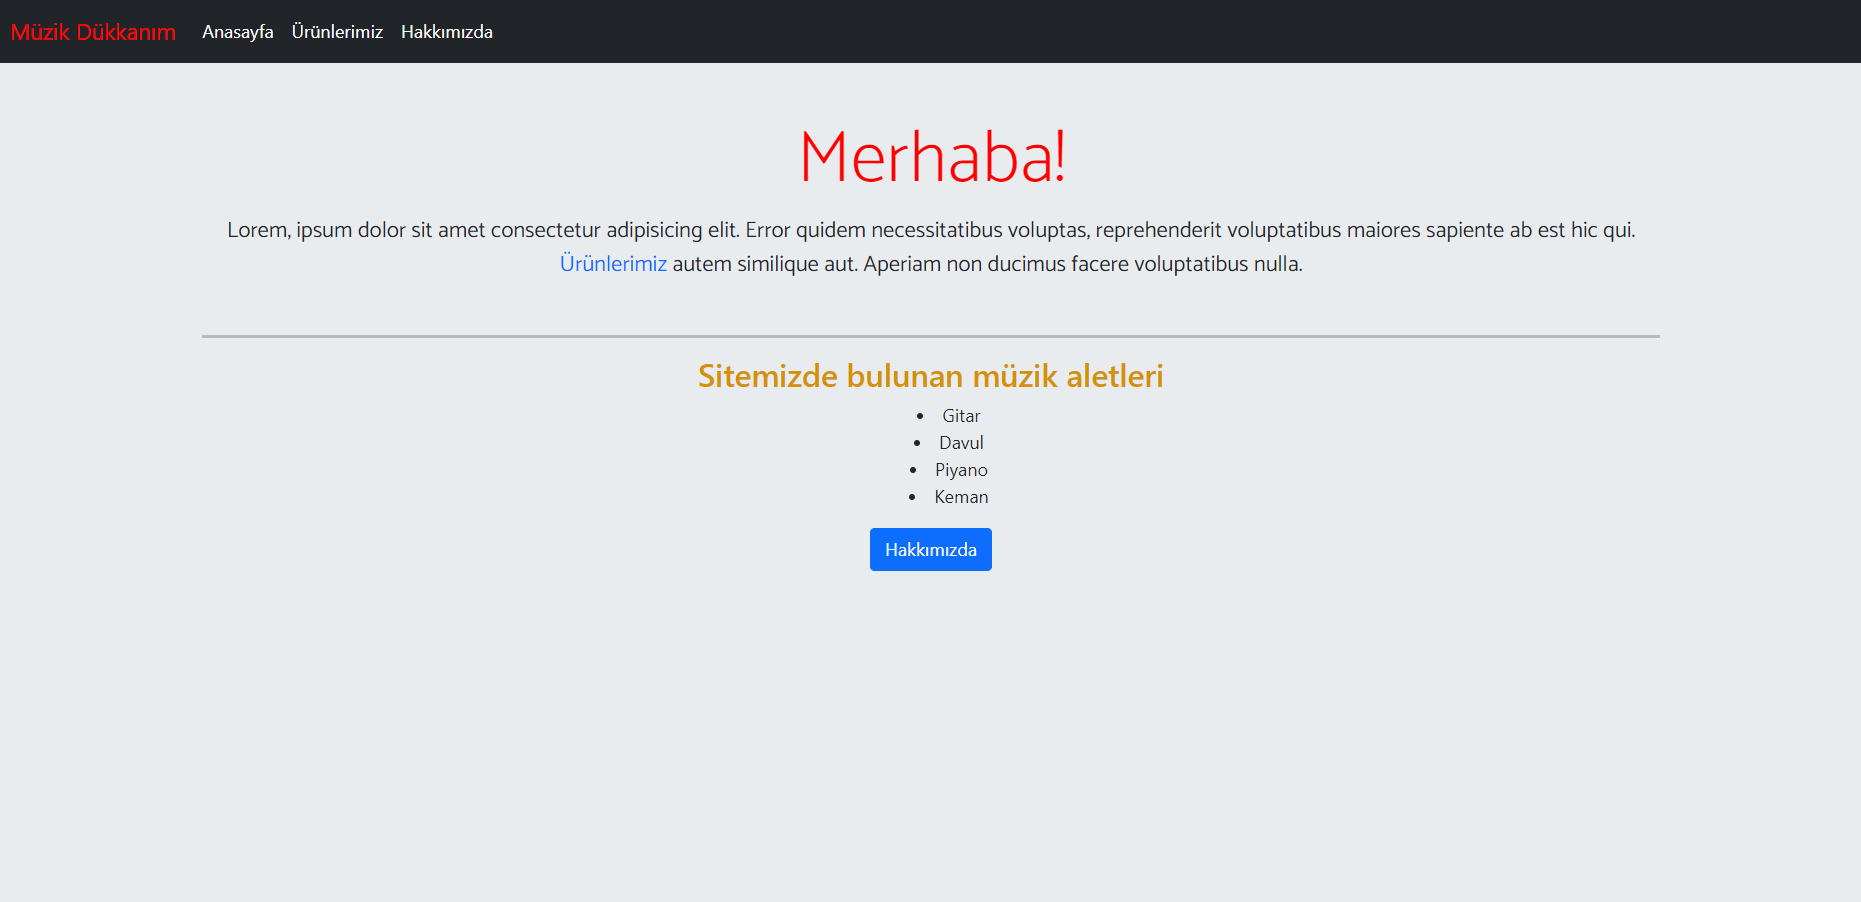 Müzik Dükkanım Anasayfa Ürünlerimiz Hakkımızda
Merhaba!
Lorem, ipsum dolor sit amet consectetur adipisicing elit. Error quidem necessitatibus voluptas, reprehenderit voluptatibus maiores sapiente ab est hic qui.
Ürünlerimiz autem similique aut. Aperiam non ducimus facere voluptatibus nulla.
Sitemizde bulunan müzik aletleri
• Gitar
• Davul
• Piyano
• Keman
Hakkımızda